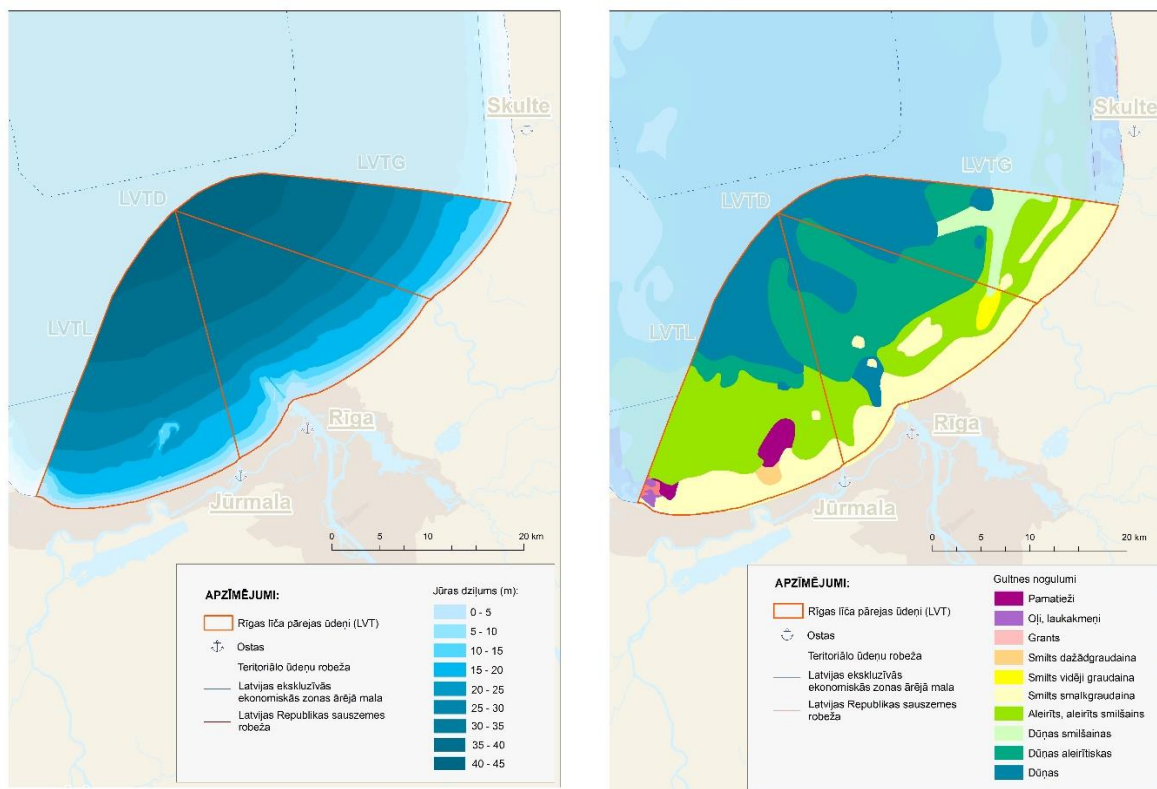 Skulte
LVTG
LVTD
LVTL
Rīga
Jūrmala
0 5 10 20 km
APZĪMĒJUMI:
Rīgas līča pārejas ūdeņi (LVT)
Ostas
Teritoriālo ūdeņu robeža
Latvijas ekskluzīvās
ekonomiskās zonas ārējā mala
Latvijas Republikas sauszemes
robeža
Jūras dziļums (m):
0 - 5
5 - 10
10 - 15
15 - 20
20 - 25
25 - 30
30 - 35
35 - 40
40 - 45
Skulte
LVTG
LVTD
LVTL
Rīga
Jūrmala
0 5 10 20 km
APZĪMĒJUMI:
Rīgas līča pārejas ūdeņi (LVT)
Ostas
Teritoriālo ūdeņu robeža
Latvijas ekskluzīvās
ekonomiskās zonas ārējā mala
Latvijas Republikas sauszemes
robeža
Gultnes nogulumi
Pamatieži
Oļi, laukakmeņi
Grants
Smilts dažādgraudaina
Smilts vidēji graudaina
Smilts smalkgraudaina
Aleirīts, aleirīts smilšains
Dūņas smilšainas
Dūņas aleirītiskas
Dūņas